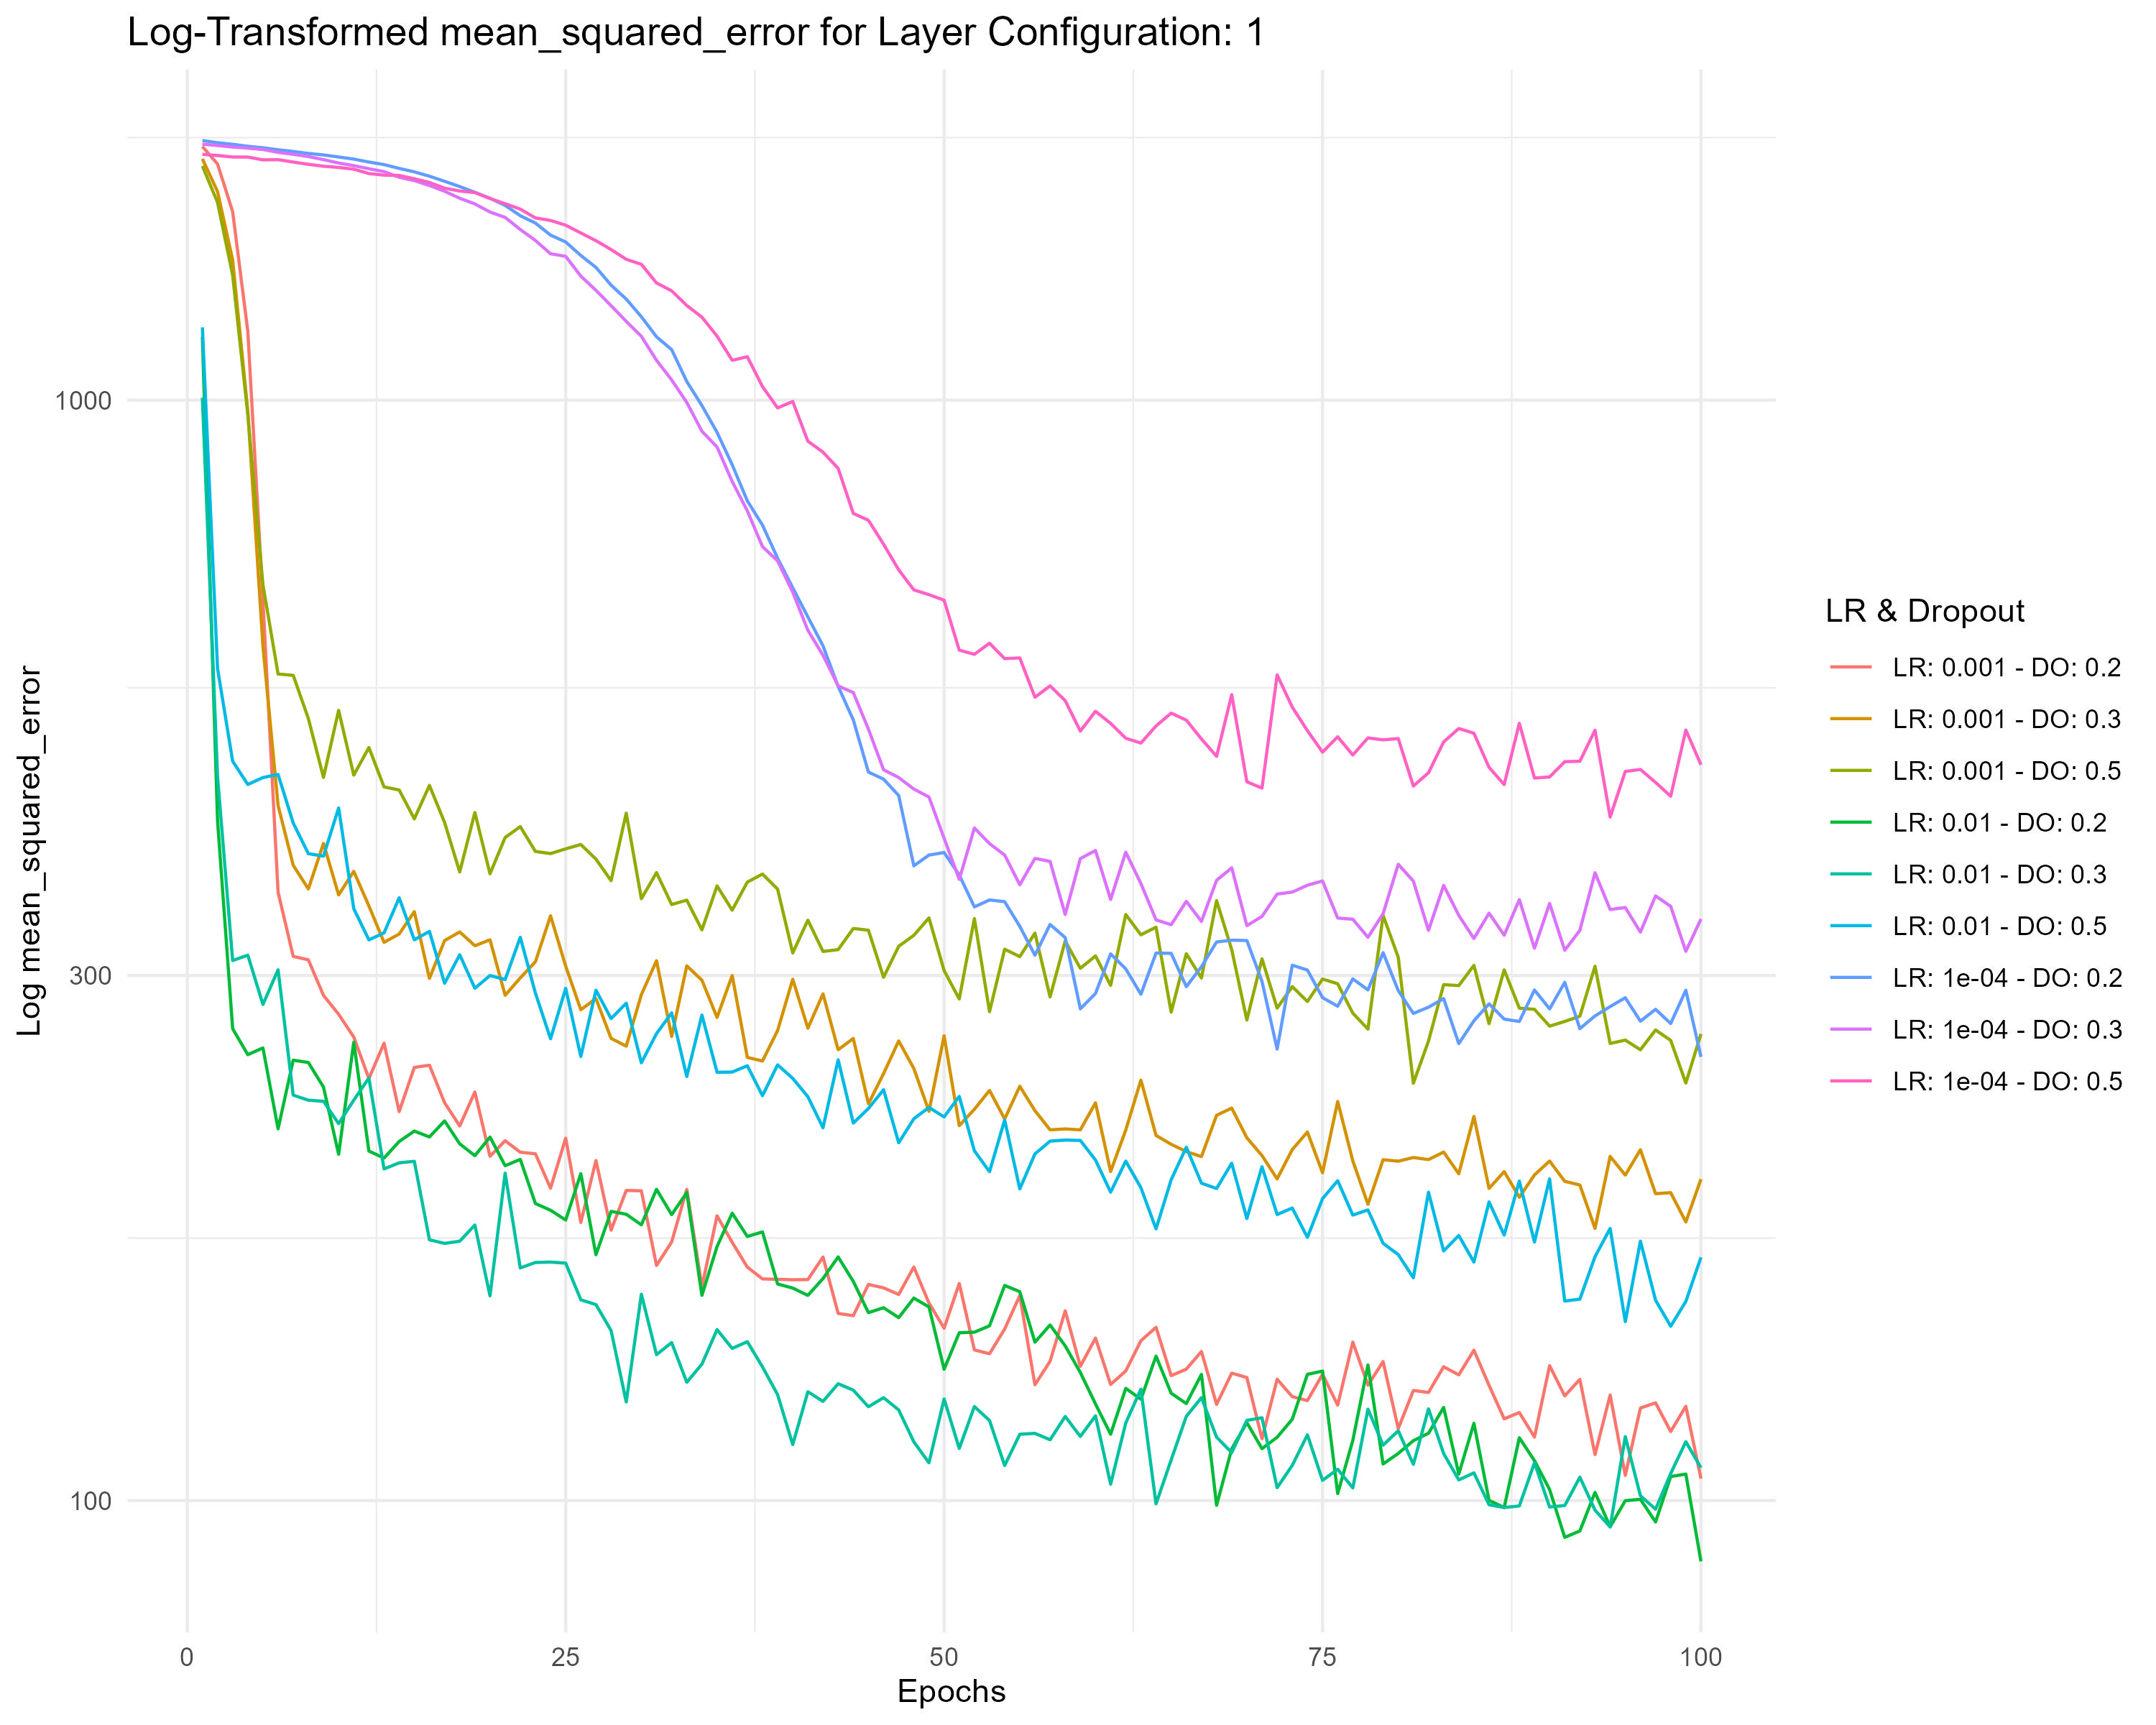 Log-Transformed mean_squared_error for Layer Configuration: 1
Log mean_squared_error
1000
300
100
0
25
50
75
100
Epochs
LR & Dropout
LR: 0.001 - DO: 0.2
LR: 0.001 - DO: 0.3
LR: 0.001 - DO: 0.5
LR: 0.01 - DO: 0.2
LR: 0.01 - DO: 0.3
LR: 0.01 - DO: 0.5
LR: 1e-04 - DO: 0.2
LR: 1e-04 - DO: 0.3
LR: 1e-04 - DO: 0.5